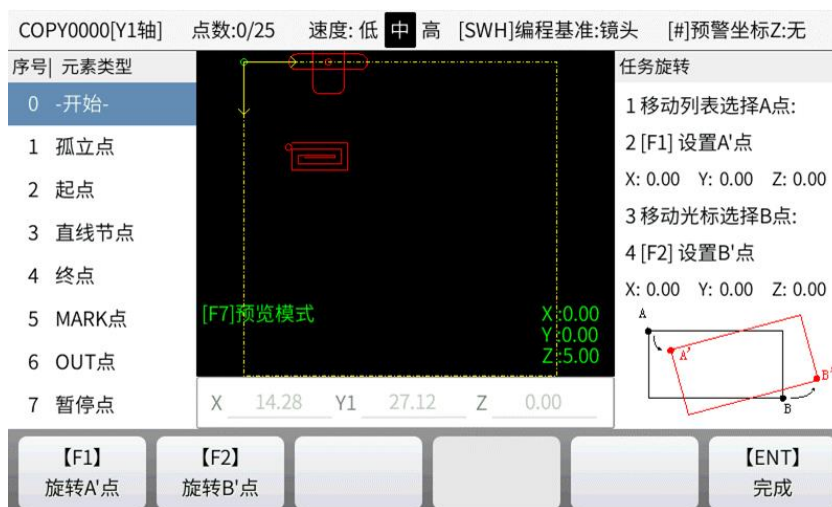 COPY0000[Y1轴] 点数:0/25 速度: 低 中 高 [SWH]编程基准:镜头 [#]预警坐标Z:无
序号| 元素类型
0 -开始-
1 孤立点
2 起点
3 直线节点
4 终点
5 MARK点
6 OUT点
7 暂停点
[F7]预览模式
X:0.00
Y:0.00
Z:5.00
X 14.28 Y1 27.12 Z 0.00
任务旋转
1 移动列表选择A点:
2 [F1] 设置A'点
X: 0.00 Y: 0.00 Z: 0.00
3 移动光标选择B点:
4 [F2] 设置B'点
X: 0.00 Y: 0.00 Z: 0.00
A
A'
B'
B
【F1】
旋转A'点
【F2】
旋转B'点
【ENT】
完成